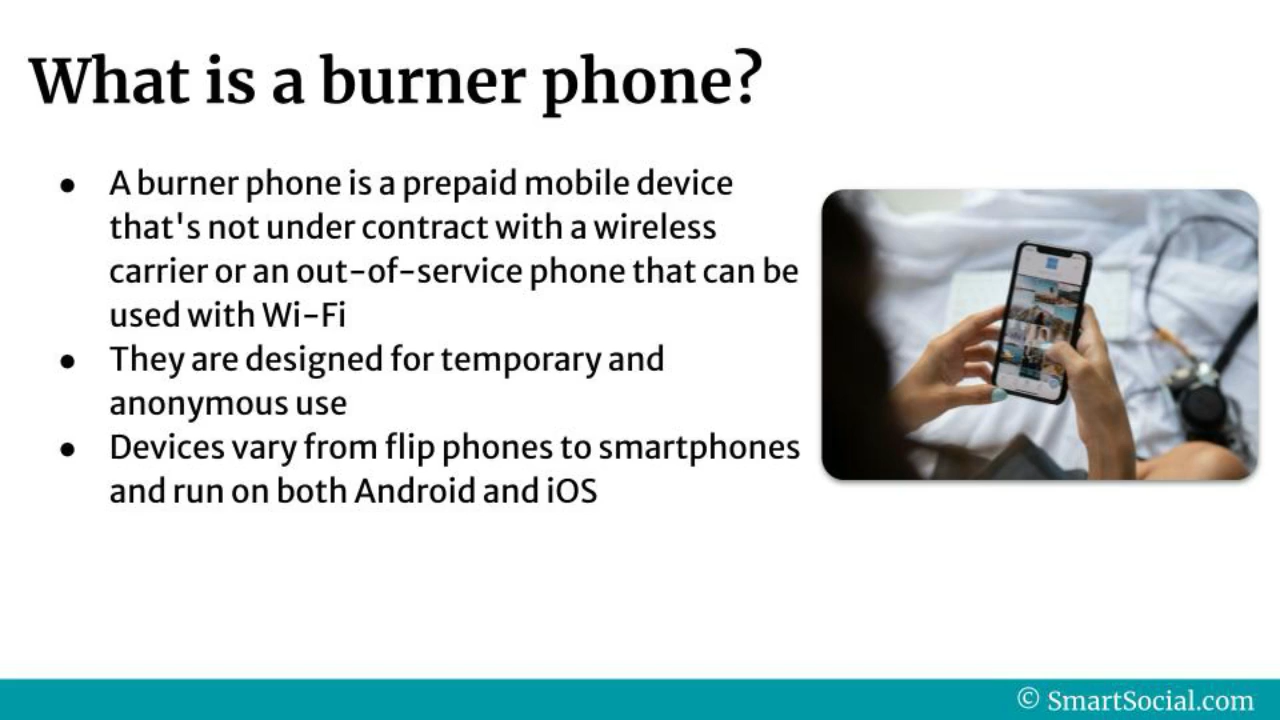 What is a burner phone?
● A burner phone is a prepaid mobile device
that's not under contract with a wireless
carrier or an out-of-service phone that can be
used with Wi-Fi
● They are designed for temporary and
anonymous use
● Devices vary from flip phones to smartphones
and run on both Android and iOS
© SmartSocial.com